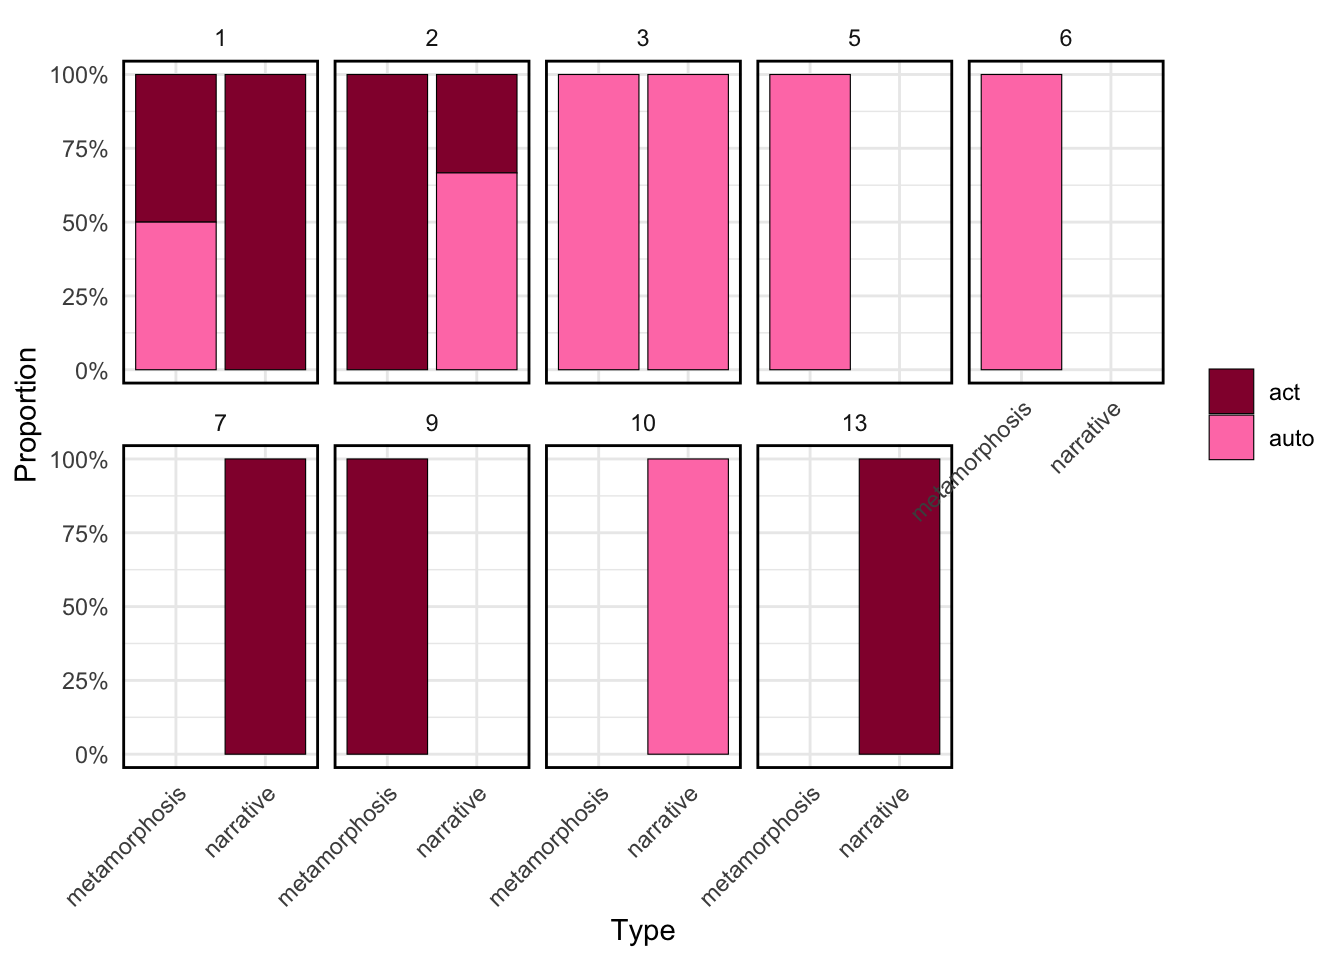 1 2 3 5 6
100%
75%
50%
25%
0%
Proportion
act
auto
metamorphosis narrative
7 9 10 13
100%
75%
50%
25%
0%
metamorphosis narrative metamorphosis narrative metamorphosis narrative metamorphosis narrative
Type